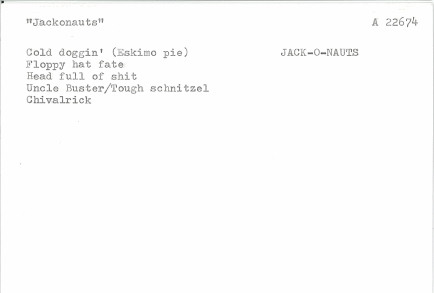 "Jackonauts" A 22674
Cold doggin' (Eskimo pie) JACK-O-NAUTS
Floppy hat fate
Head full of shit
Uncle Buster/Tough schnitzel
Chivalrick